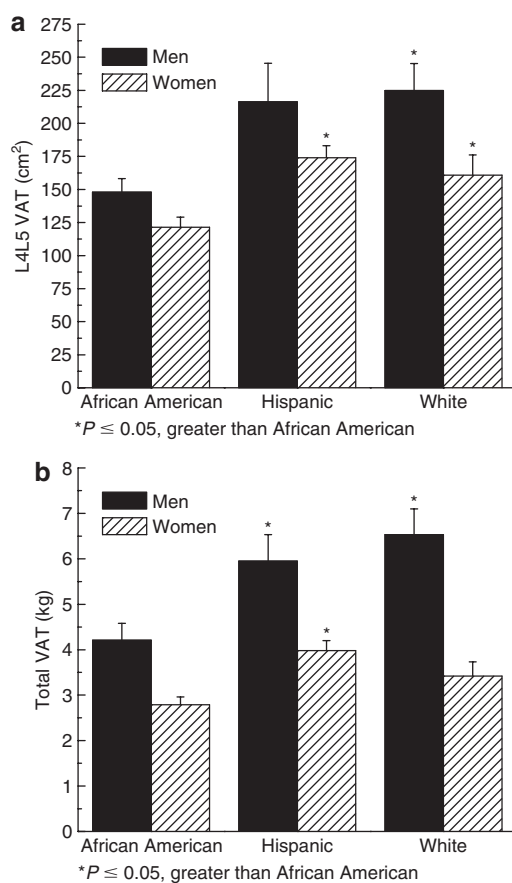 a
275
250
225
200
175
150
125
100
75
50
25
0
L4L5 VAT (cm²)
Men
Women
*
*
*
African American Hispanic White
*P ≤ 0.05, greater than African American
b
8
7
6
5
4
3
2
1
0
Total VAT (kg)
Men
Women
*
*
*
African American Hispanic White
*P ≤ 0.05, greater than African American